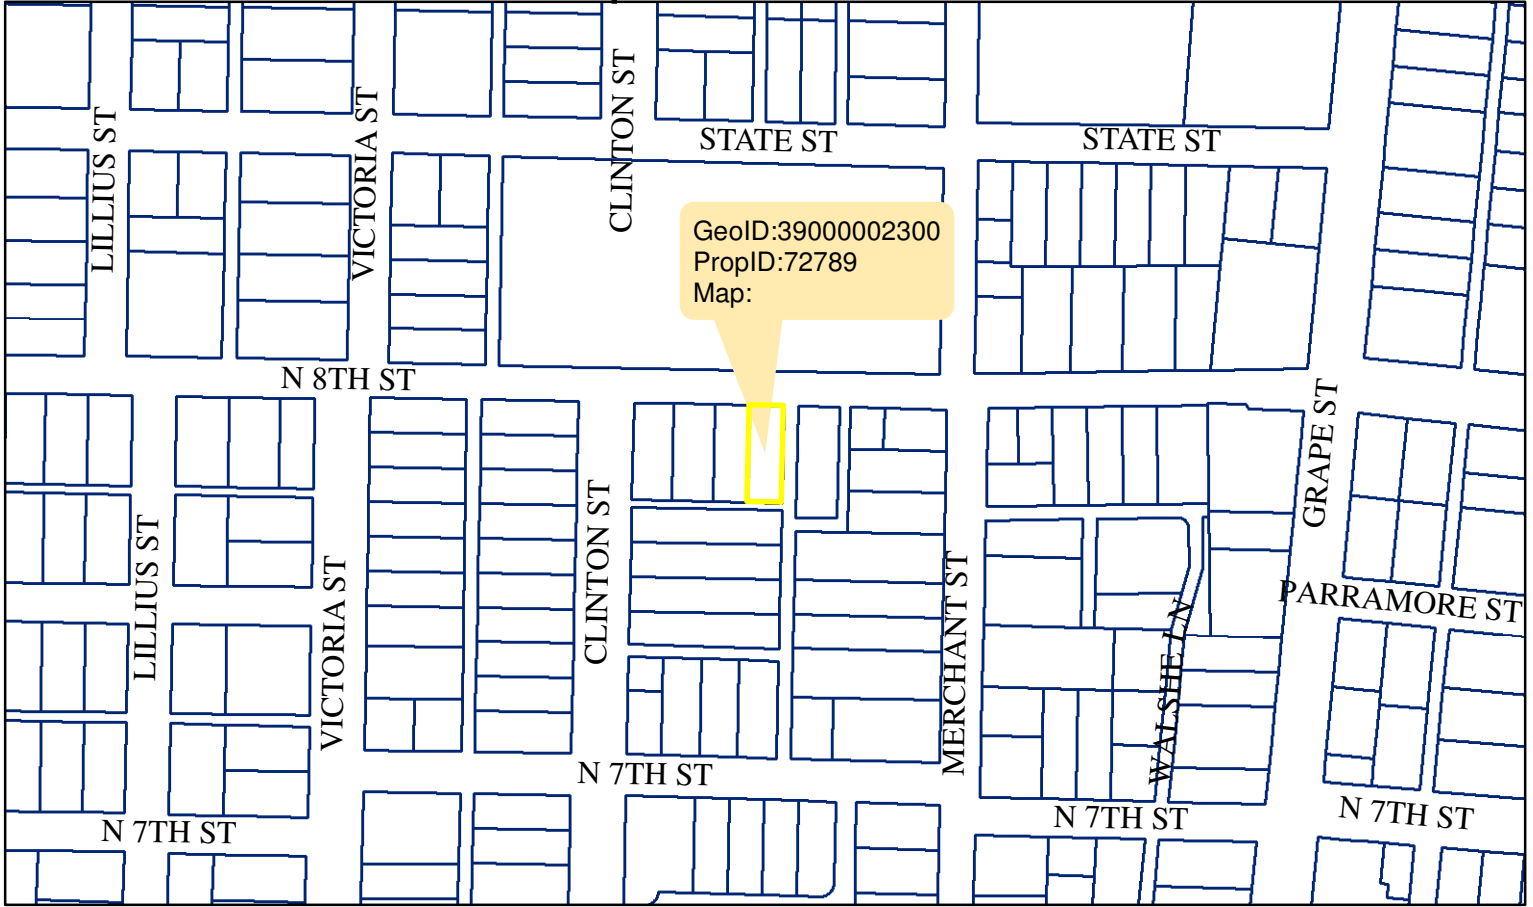 CLINTON ST
STATE ST
STATE ST
LILLIUS ST
VICTORIA ST
GeoID:39000002300
PropID:72789
Map:
N 8TH ST
GRAPE ST
CLINTON ST
LILLIUS ST
VICTORIA ST
MERCHANT ST
PARRAMORE ST
WALSHE LN
N 7TH ST
N 7TH ST
N 7TH ST
N 7TH ST